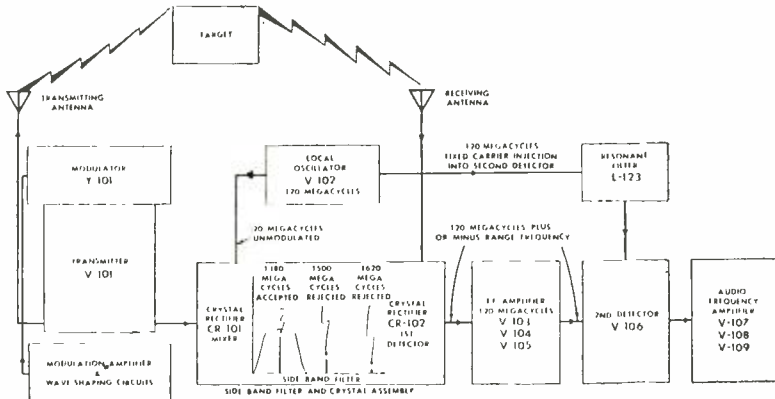 TARGET
TRANSMITTING
ANTENNA
RECEIVING
ANTENNA
MODULATOR
Y 101
LOCAL
OSCILLATOR
V 102
120 MEGACYCLES
120 MEGACYCLES
FIXED CARRIER INJECTION
INTO SECOND DETECTOR
RESONANT
FILTER
L-123
TRANSMITTER
V 101
20 MEGACYCLES
UNMODULATED
120 MEGACYCLES PLUS
OR MINUS RANGE FREQUENCY
CRYSTAL
RECTIFIER
CR 101
MIXER
1180
MEGA
CYCLES
ACCEPTED
1500
MEGA
CYCLES
REJECTED
1620
MEGA
CYCLES
REJECTED
CRYSTAL
RECTIFIER
CR-102
1ST
DETECTOR
I F AMPLIFIER
120 MEGACYCLES
V 103
V 104
V 105
2ND DETECTOR
V 106
AUDIO
FREQUENCY
AMPLIFIER
V-107
V-108
V-109
MODULATION AMPLIFIER
&
WAVE SHAPING CIRCUITS
SIDE BAND FILTER
SIDE BAND FILTER AND CRYSTAL ASSEMBLY